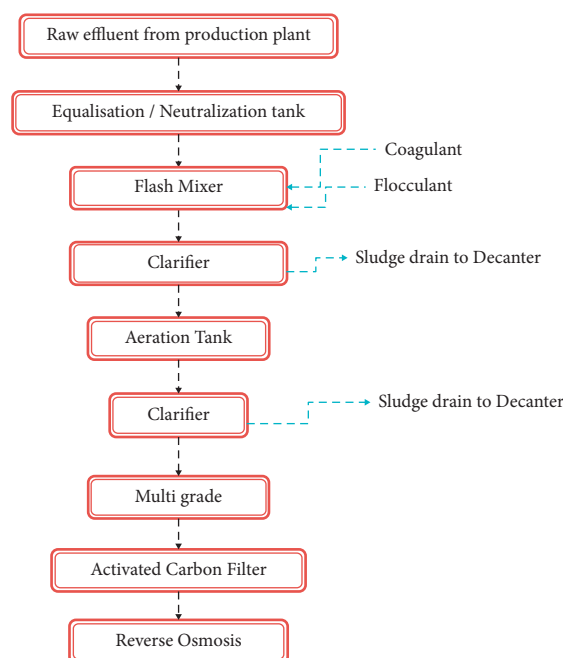 Raw effluent from production plant
Equalisation / Neutralization tank
Coagulant
Flash Mixer
Flocculant
Clarifier
Sludge drain to Decanter
Aeration Tank
Clarifier
Sludge drain to Decanter
Multi grade
Activated Carbon Filter
Reverse Osmosis